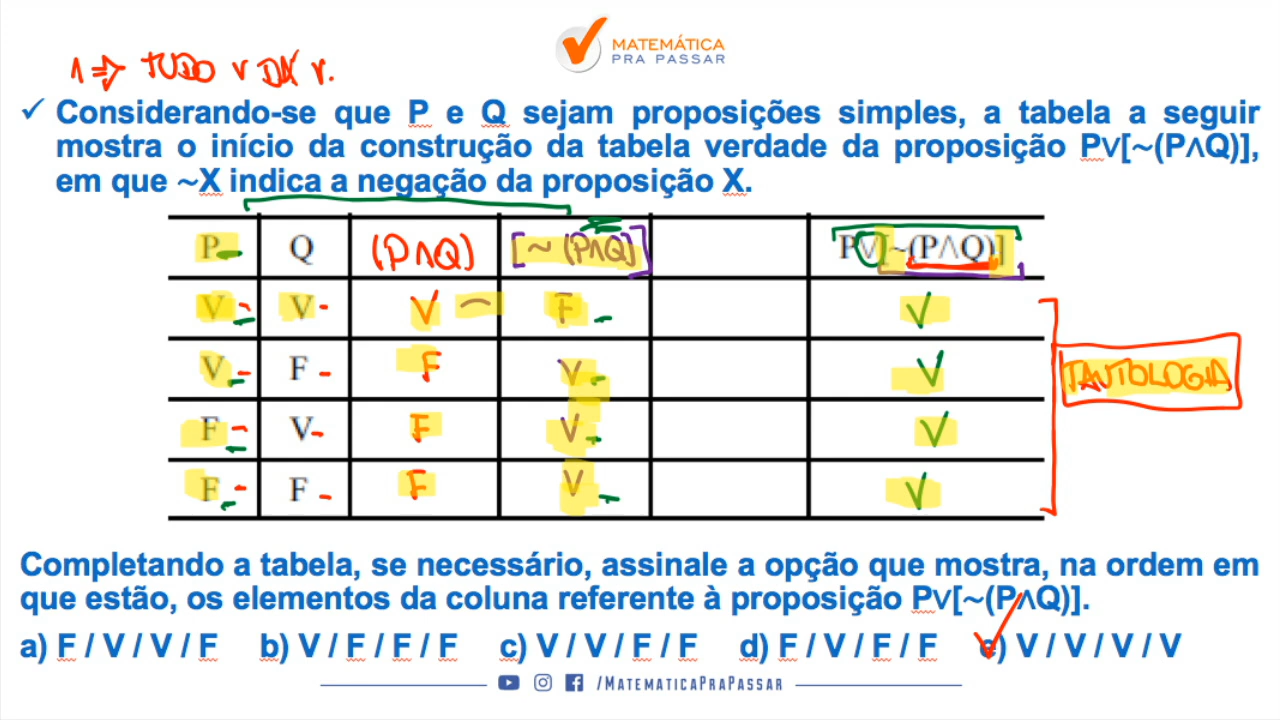 MATEMÁTICA
PRA PASSAR
1 => TUDO V DÁ V.
✓ Considerando-se que P e Q sejam proposições simples, a tabela a seguir
mostra o início da construção da tabela verdade da proposição P∨[~(P∧Q)],
em que ~X indica a negação da proposição X.
P Q (P∧Q) [~(P∧Q)] P∨[~(P∧Q)]
V V V F V
V F F V V
F V F V V
F F F V V
TAUTOLOGIA
Completando a tabela, se necessário, assinale a opção que mostra, na ordem em
que estão, os elementos da coluna referente à proposição P∨[~(P∧Q)].
a) F / V / V / F b) V / F / F / F c) V / V / F / F d) F / V / F / F e) V / V / V / V
/MATEMATICAPRAPASSAR